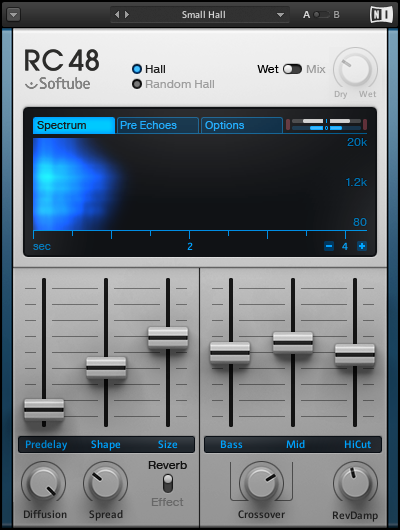 Small Hall A B NI
RC 48
Softube
Hall
Random Hall
Wet Mix
Dry Wet
Spectrum Pre Echoes Options
20k
1.2k
80
sec 2 4
Predelay Shape Size Bass Mid HiCut
Reverb
Effect
Diffusion Spread Crossover RevDamp